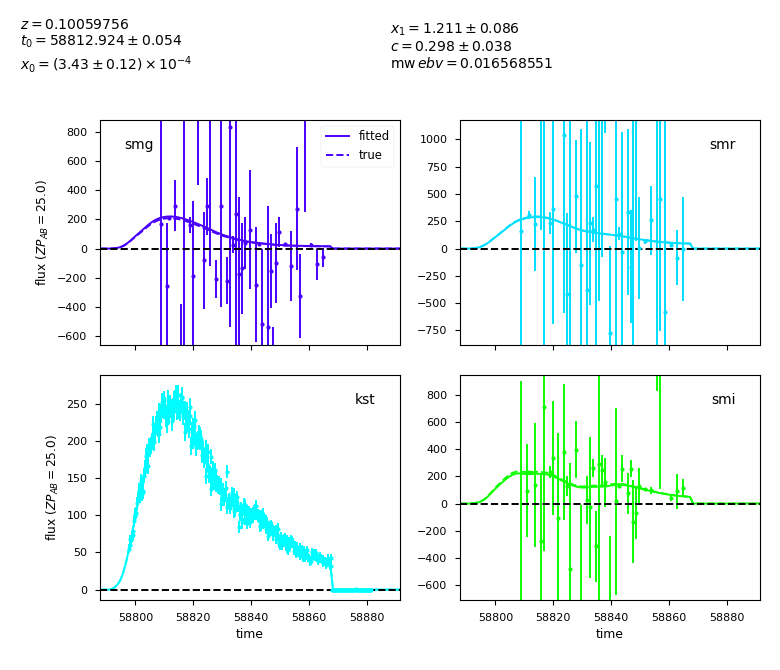 z = 0.10059756
t₀ = 58812.924 ± 0.054
x₀ = (3.43 ± 0.12) × 10⁻⁴
x₁ = 1.211 ± 0.086
c = 0.298 ± 0.038
mw ebv = 0.016568551
flux (ZP_AB = 25.0)
800
600
400
200
0
−200
−400
−600
smg
fitted
true
1000
750
500
250
0
−250
−500
−750
smr
flux (ZP_AB = 25.0)
250
200
150
100
50
0
kst
58800
58820
58840
58860
58880
time
800
600
400
200
0
−200
−400
−600
smi
58800
58820
58840
58860
58880
time